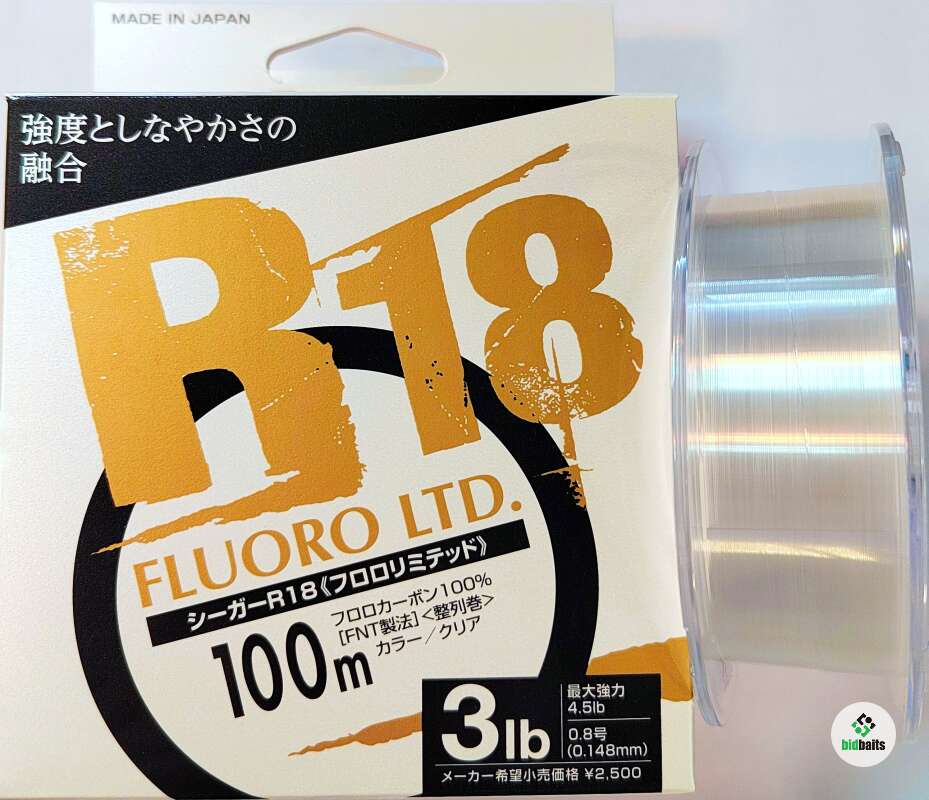 MADE IN JAPAN
強度としなやかさの
融合
R18
FLUORO LTD.
シーガーR18《フロロリミテッド》
100m
フロロカーボン100%
[FNT製法]<整列巻>
カラー/クリア
3lb
最大強力
4.5lb
0.8号
(0.148mm)
メーカー希望小売価格 ¥2,500
bidbaits